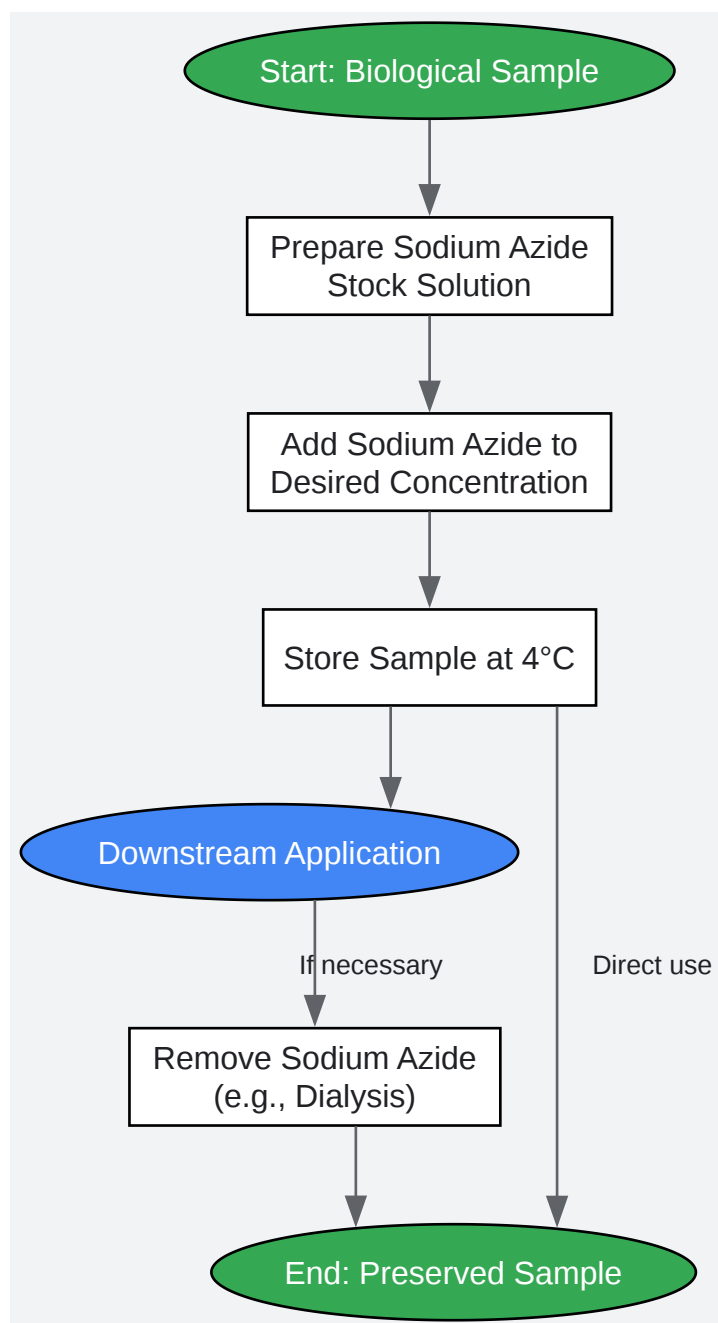 Start: Biological Sample
Prepare Sodium Azide
Stock Solution
Add Sodium Azide to
Desired Concentration
Store Sample at 4°C
Downstream Application
If necessary
Direct use
Remove Sodium Azide
(e.g., Dialysis)
End: Preserved Sample